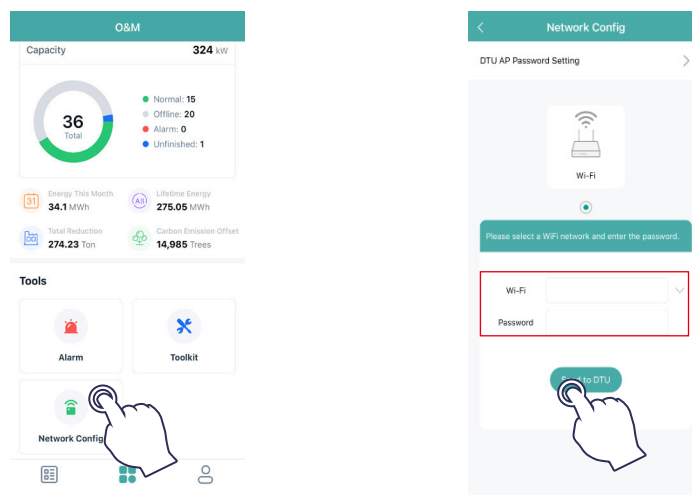 O&M
Capacity 324 kW
36
Total
Normal: 15
Offline: 20
Alarm: 0
Unfinished: 1
31
Energy This Month
34.1 MWh
All
Lifetime Energy
275.05 MWh
Total Reduction
274.23 Ton
Carbon Emission Offset
14,985 Trees
Tools
Alarm
Toolkit
Network Config
Network Config
DTU AP Password Setting
Wi-Fi
Please select a WiFi network and enter the password.
Wi-Fi
Password
to DTU